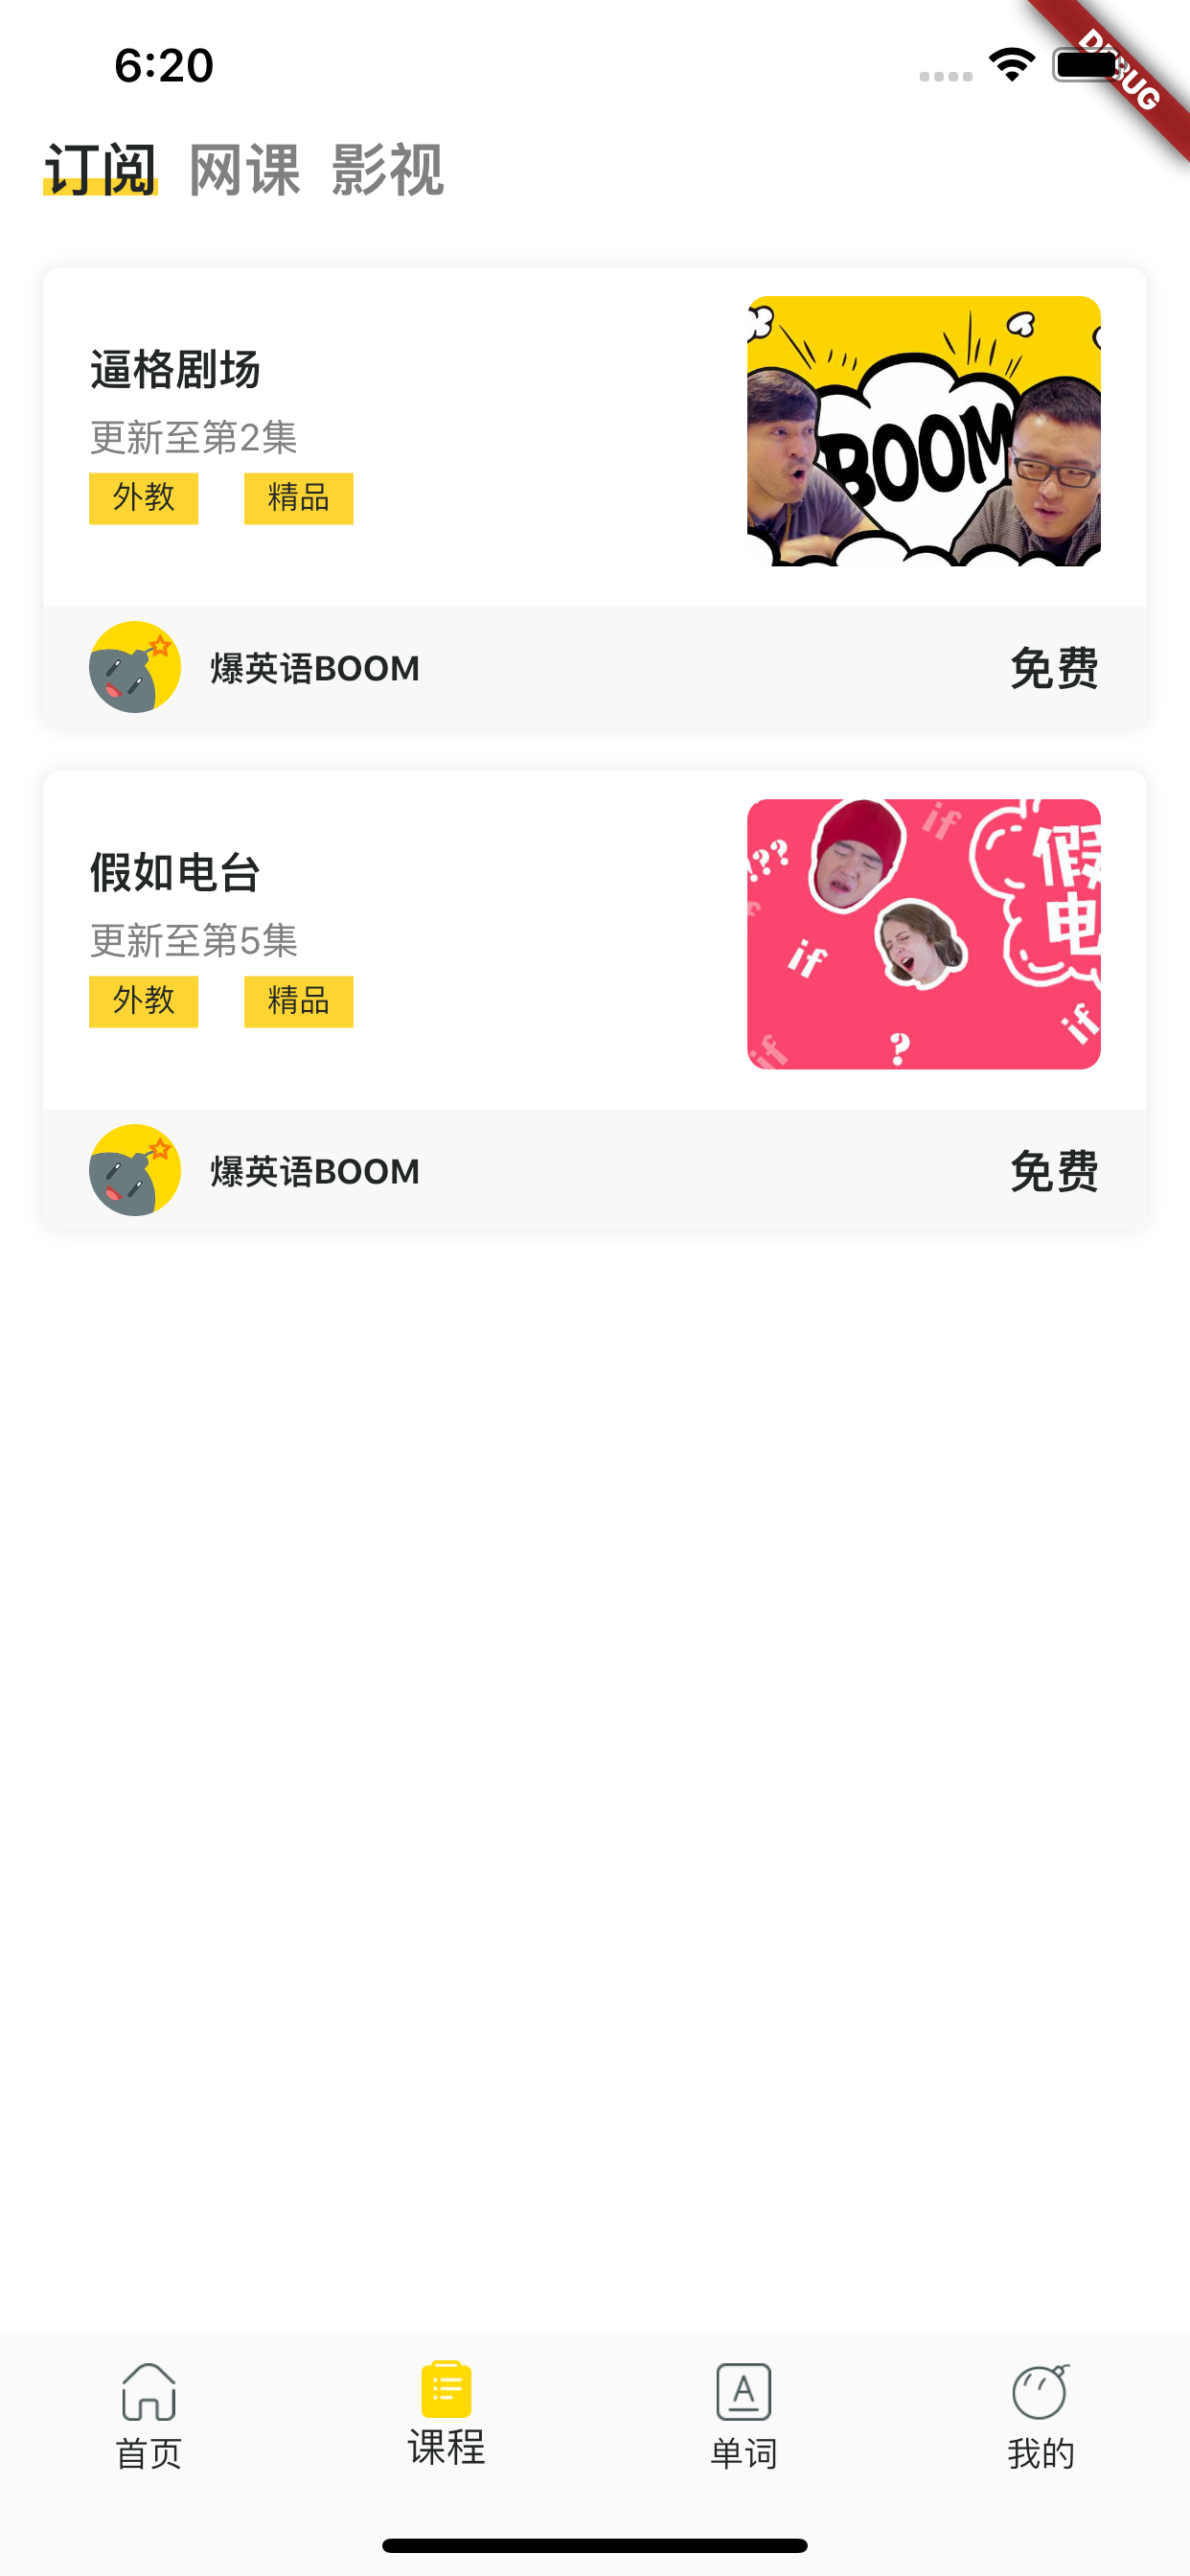 6:20
DEBUG
订阅 网课 影视
逼格剧场
更新至第2集
外教 精品
BOOM
爆英语BOOM
免费
假如电台
更新至第5集
外教 精品
???
if
假
电
if
if
?
if
爆英语BOOM
免费
A
首页 课程 单词 我的